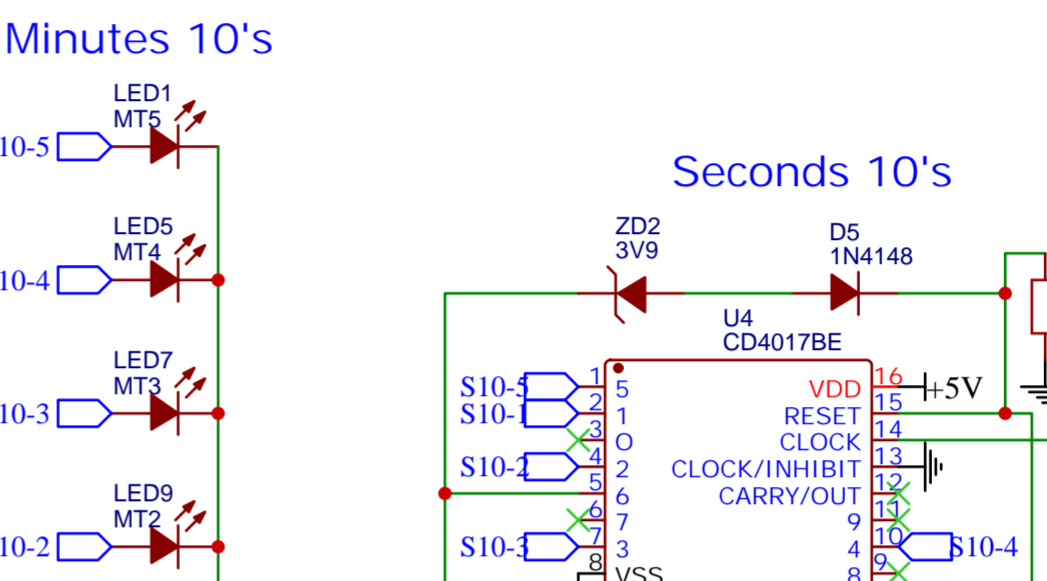 Minutes 10's
LED1
MT5
10-5
LED5
MT4
10-4
LED7
MT3
10-3
LED9
MT2
10-2
Seconds 10's
ZD2
3V9
D5
1N4148
U4
CD4017BE
S10-5 1 5 VDD 16 +5V
S10-1 2 1 RESET 15
3 O CLOCK 14
S10-2 4 2 CLOCK/INHIBIT 13
5 6 CARRY/OUT 12
6 7 9 11
S10-3 7 3 4 10 S10-4
8 VSS 8 9